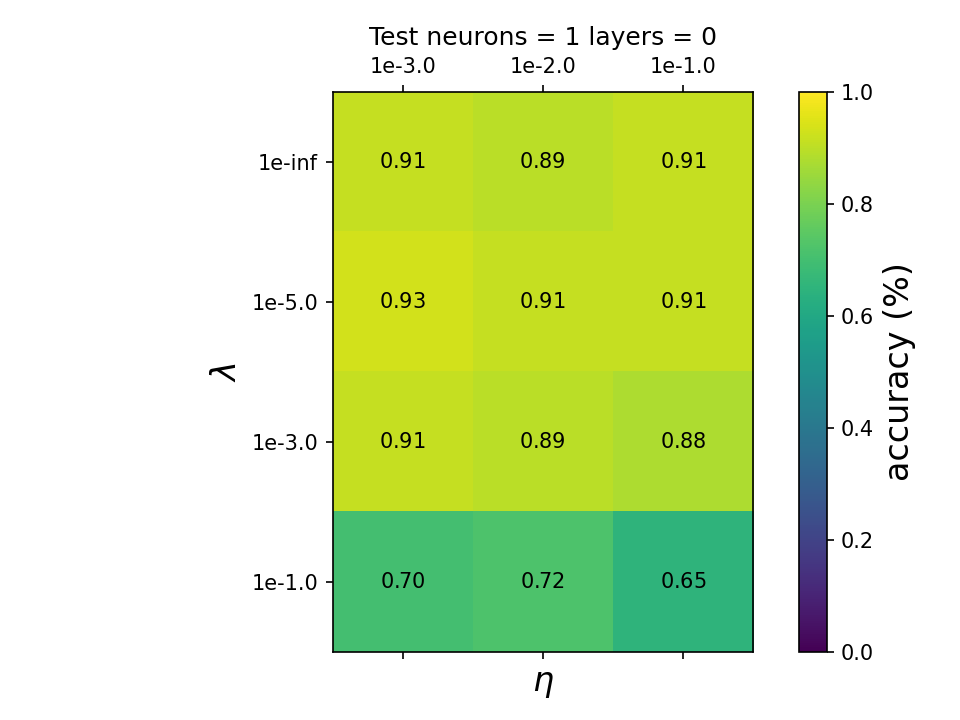 Test neurons = 1 layers = 0
1e-3.0 1e-2.0 1e-1.0
1e-inf 0.91 0.89 0.91
1e-5.0 0.93 0.91 0.91
1e-3.0 0.91 0.89 0.88
1e-1.0 0.70 0.72 0.65
λ
η
1.0
0.8
0.6
0.4
0.2
0.0
accuracy (%)